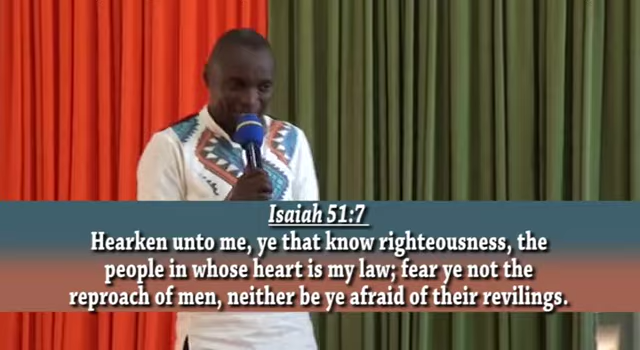 Isaiah 51:7
Hearken unto me, ye that know righteousness, the
people in whose heart is my law; fear ye not the
reproach of men, neither be ye afraid of their revilings.